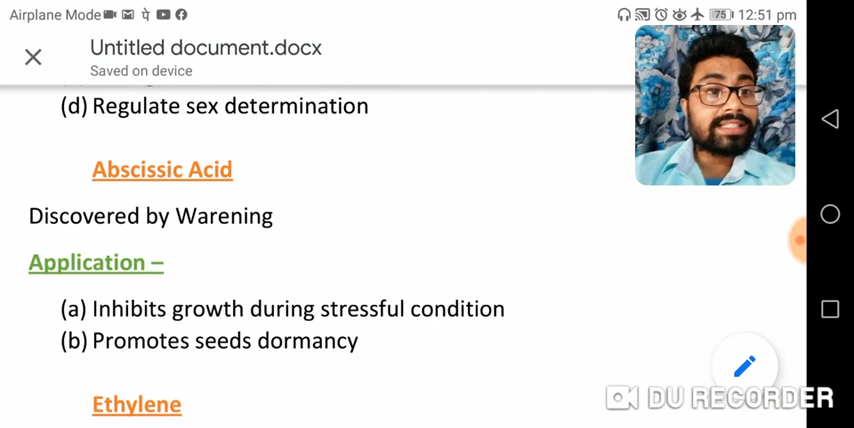 Airplane Mode 75 12:51 pm
Untitled document.docx
Saved on device
(d) Regulate sex determination
Abscissic Acid
Discovered by Warening
Application –
(a) Inhibits growth during stressful condition
(b) Promotes seeds dormancy
Ethylene
DU RECORDER